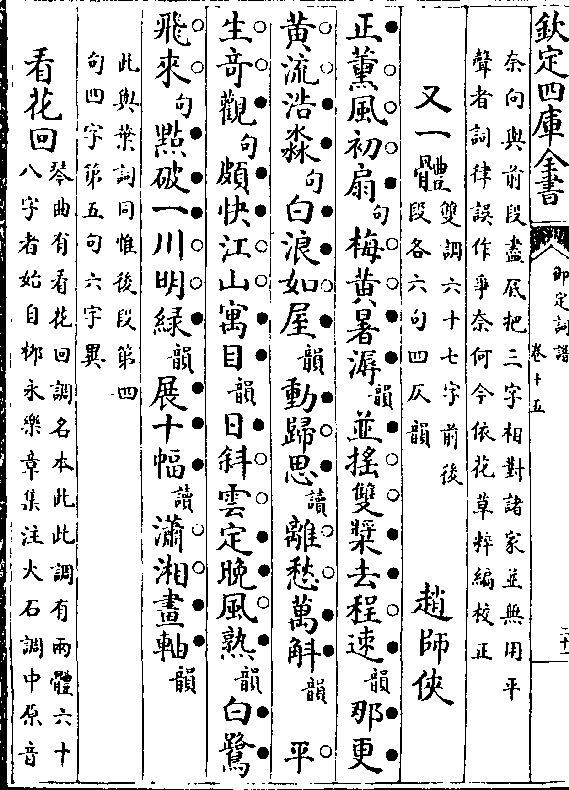 欽定四庫全書
御定詞譜
卷十五
二十
奈向與前段盡厎把三字相對諸家並無用平
聲者詞律誤作爭奈何今依花草粹編校正
又一體
雙調六十七字前後
段各六句四仄韻
趙師俠
正薫風初扇句梅黄暑溽韻並搖雙槳去程速韻那更
黄流浩淼句白浪如屋韻動歸思讀離愁萬斛韻平
生竒觀句頗快江山寓目韻日斜雲定晚風熟韻白鷺
飛來句㸃破一川明緑韻展十幅讀瀟湘畫軸韻
此與葉詞同惟後段第四
句四字第五句六字異
看花回
琴曲有看花回調名本此此調有兩體六十
八字者始自柳永樂章集注大石調中原音